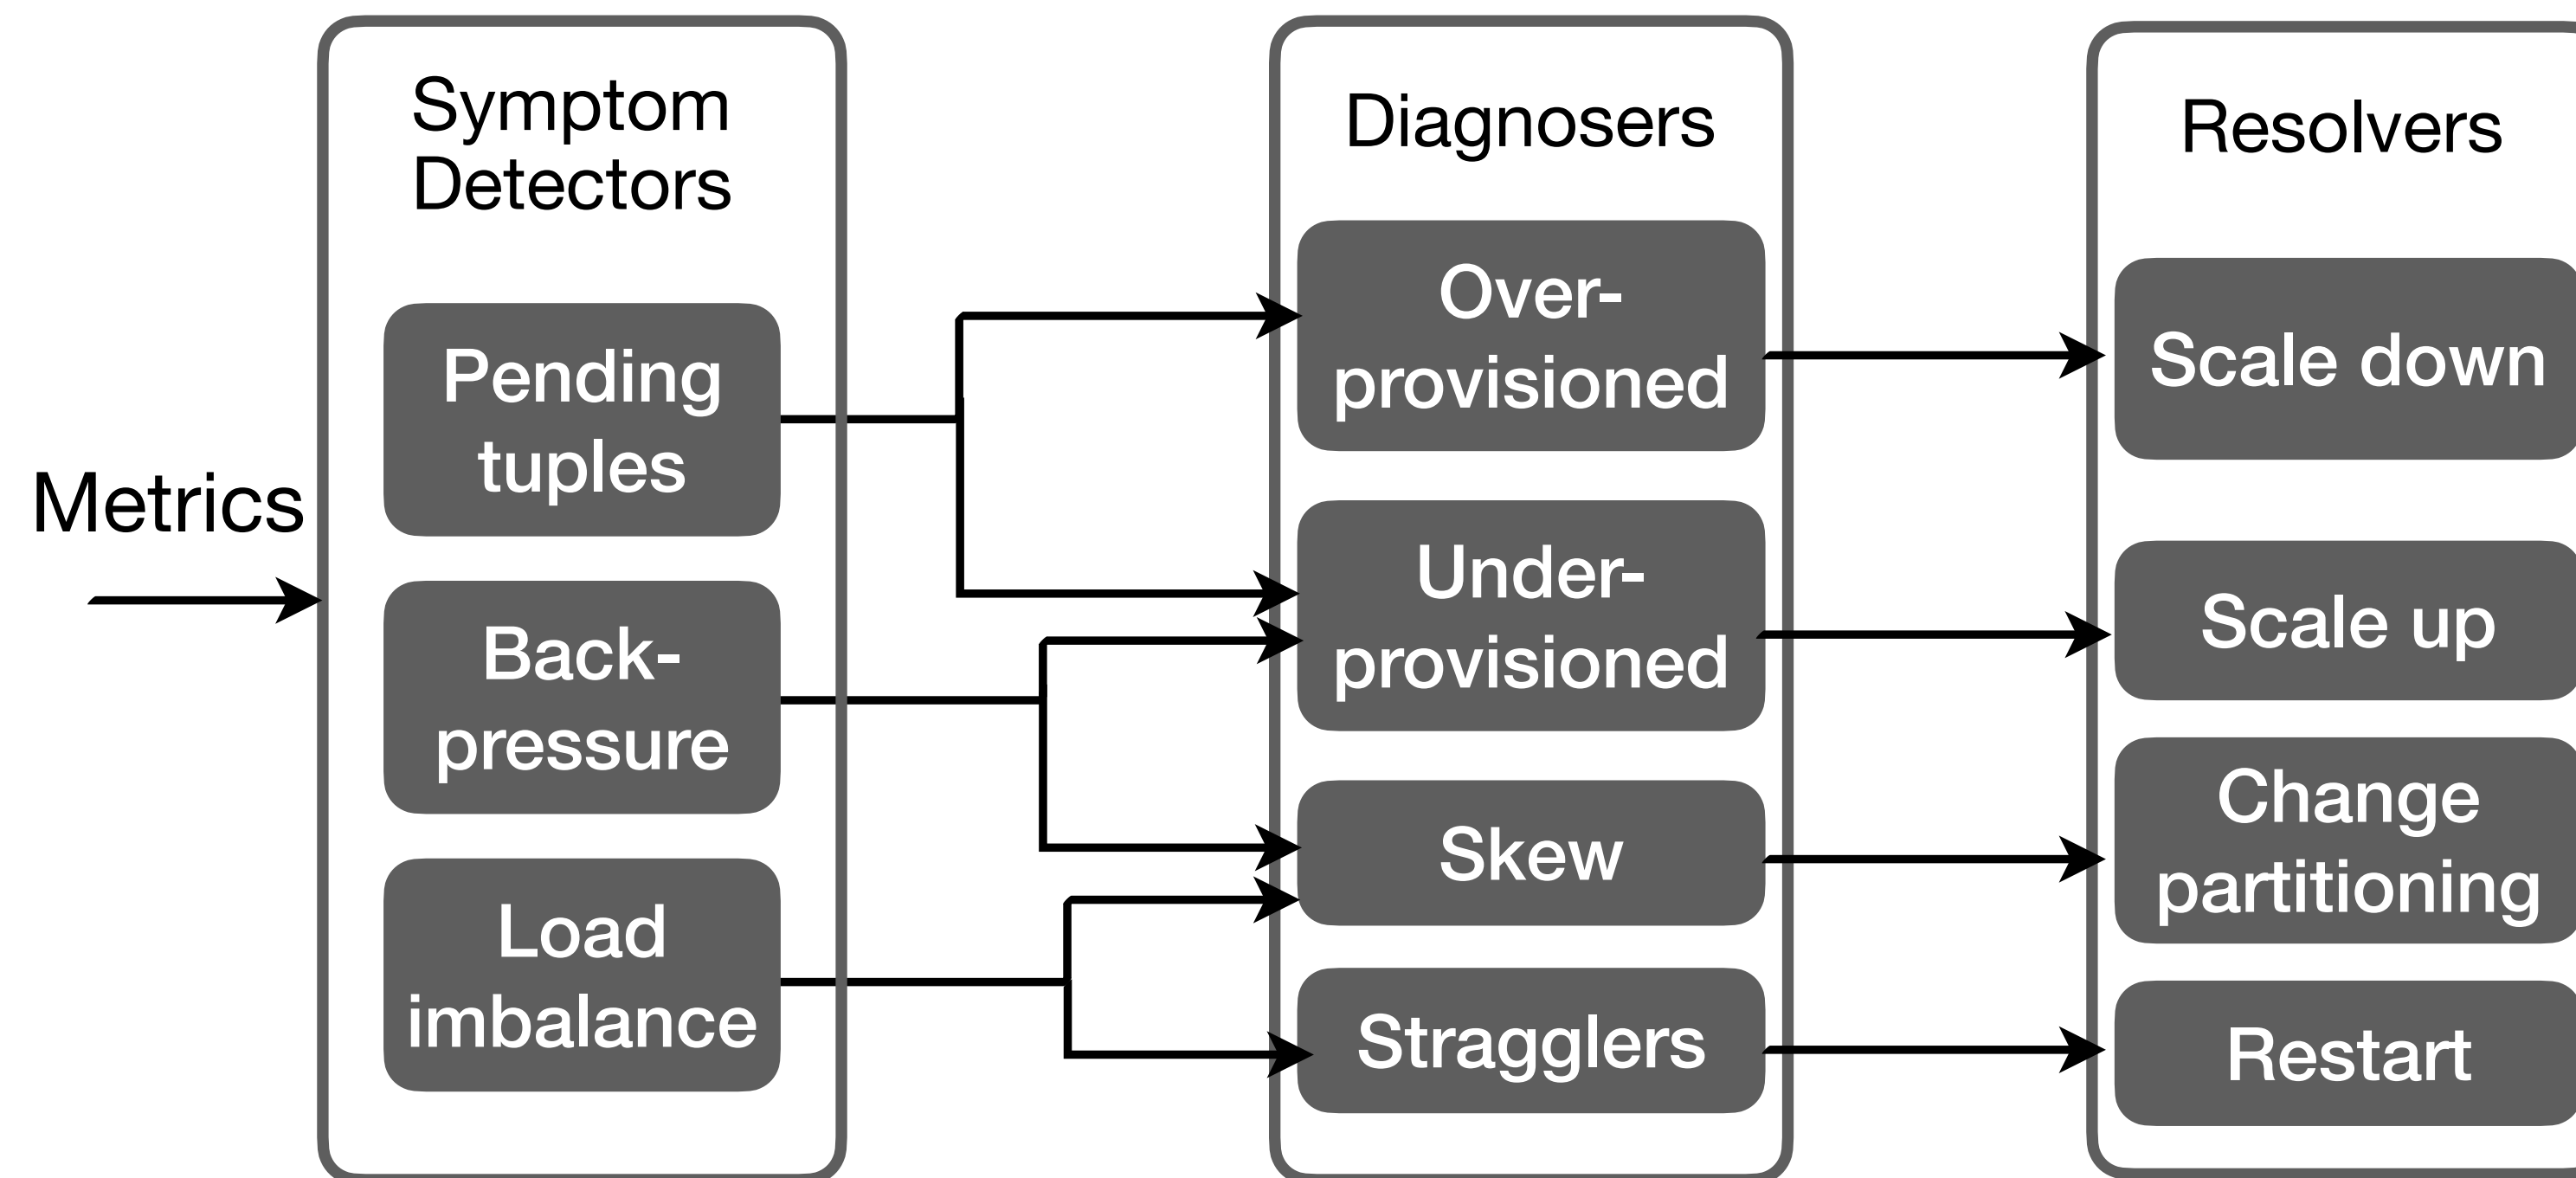 Metrics
Symptom
Detectors
Pending
tuples
Back-
pressure
Load
imbalance
Diagnosers
Over-
provisioned
Under-
provisioned
Skew
Stragglers
Resolvers
Scale down
Scale up
Change
partitioning
Restart